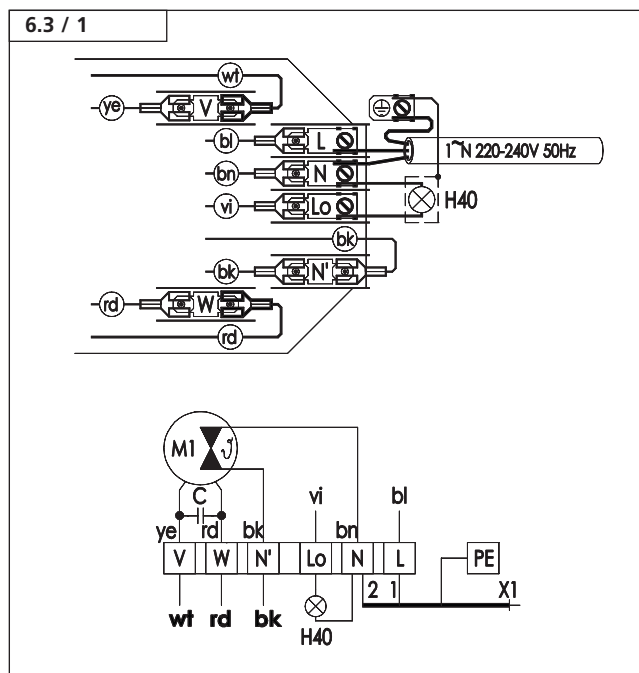 6.3 / 1
wt
ye V
bl L
1~N 220-240V 50Hz
bn N
vi Lo H40
bk
bk N'
rd W
rd
M1 ϑ
C vi bl
ye rd bk bn
V W N' Lo N L PE
2 1 X1
wt rd bk
H40